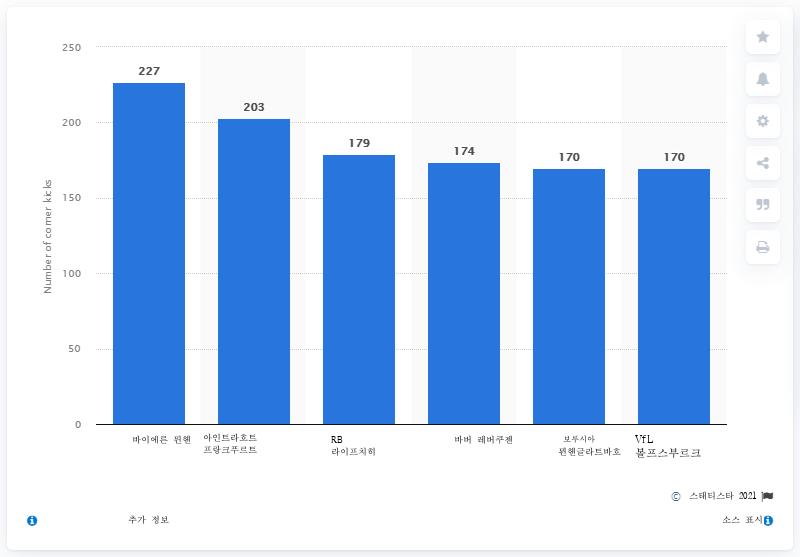 250
227
203
200
179
174
170
170
150
Number of corner kicks
100
50
0
바이에른 뮌헨
아인트라흐트
프랑크푸르트
RB
라이프치히
바버 레버쿠젠
보루시아
묀헨글라트바흐
VfL
볼프스부르크
© 스태티스타 2021
추가 정보
소스 표시